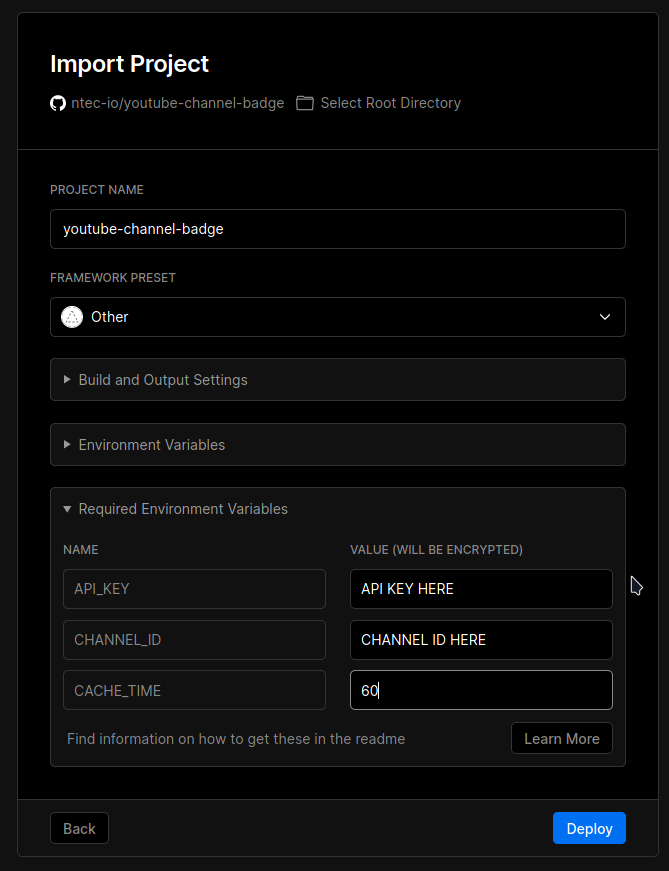 Import Project
ntec-io/youtube-channel-badge Select Root Directory
PROJECT NAME
youtube-channel-badge
FRAMEWORK PRESET
Other
Build and Output Settings
Environment Variables
Required Environment Variables
NAME VALUE (WILL BE ENCRYPTED)
API_KEY API KEY HERE
CHANNEL_ID CHANNEL ID HERE
CACHE_TIME 60
Find information on how to get these in the readme Learn More
Back Deploy